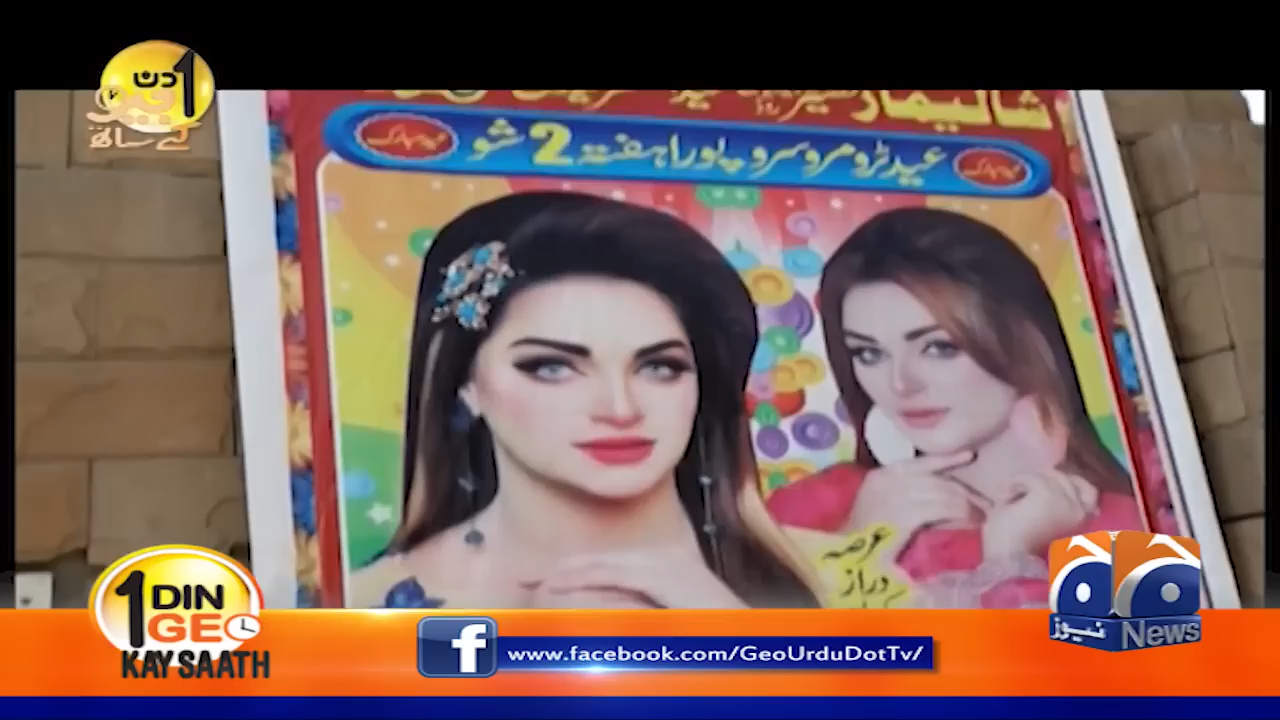 1 دن
جیو
کے ساتھ
شالیمار
عید مبارک
عید ٹرو مرو سرو پورا ہفتہ 2 شو
عید مبارک
عرصہ
دراز
1 DIN
GEO
KAY SAATH
www.facebook.com/GeoUrduDotTv/
جیو
نیوز News